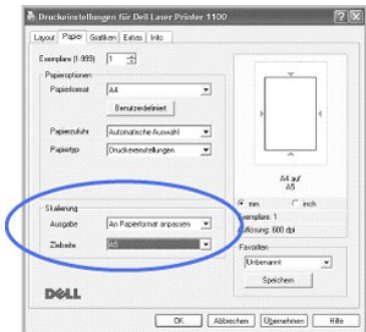 Druckeinstellungen für Dell Laser Printer 1100
Layout Papier Grafiken Extras Info
Exemplare (1-999) 1
Papieroptionen
Papierformat A4
Benutzerdefiniert
Papierzufuhr Automatische Auswahl
Papiertyp Druckereinstellungen
A4 auf
A5
mm inch
Exemplare: 1
Auflösung: 600 dpi
Skalierung
Ausgabe An Papierformat anpassen
Zielseite A5
Favoriten
Unbenannt
Speichern
DELL
OK Abbrechen Übernehmen Hilfe